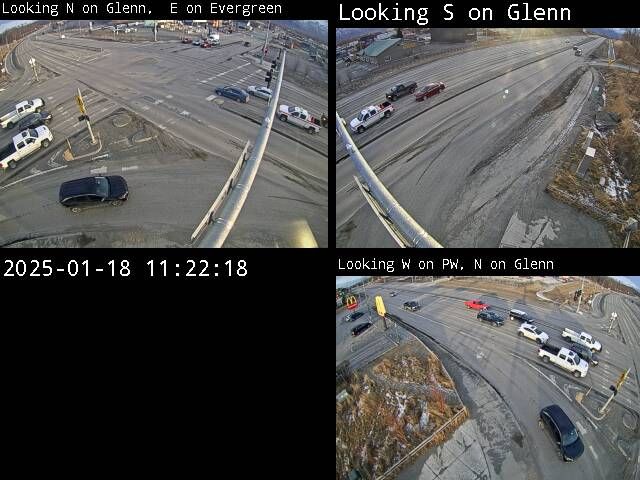 Looking N on Glenn,  E on Evergreen
Looking S on Glenn
2025-01-18 11:22:18
Looking W on PW, N on Glenn